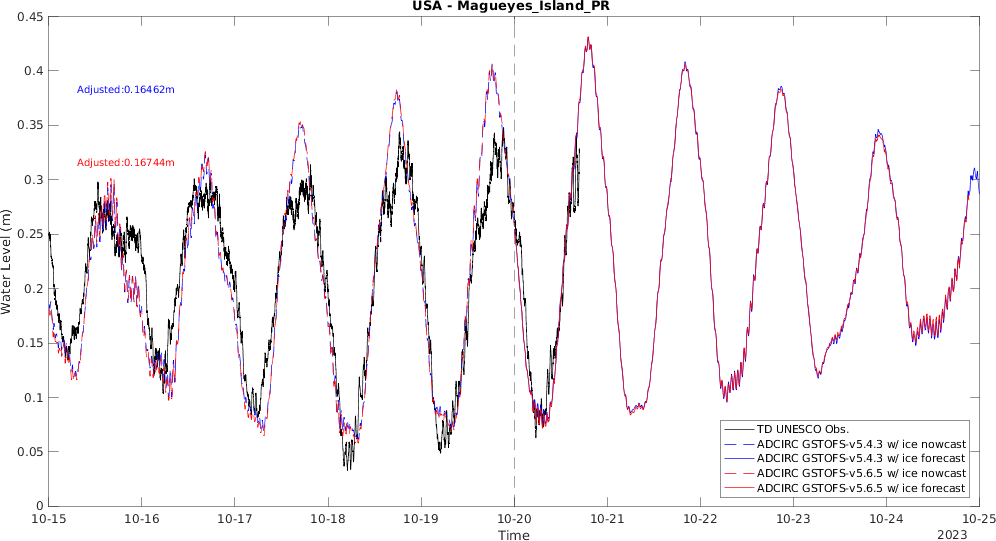 USA - Magueyes_Island_PR
0.45
0.4
0.35
0.3
0.25
0.2
0.15
0.1
0.05
0
Water Level (m)
Adjusted:0.16462m
Adjusted:0.16744m
TD UNESCO Obs.
ADCIRC GSTOFS-v5.4.3 w/ ice nowcast
ADCIRC GSTOFS-v5.4.3 w/ ice forecast
ADCIRC GSTOFS-v5.6.5 w/ ice nowcast
ADCIRC GSTOFS-v5.6.5 w/ ice forecast
10-15 10-16 10-17 10-18 10-19 10-20 10-21 10-22 10-23 10-24 10-25
Time
2023